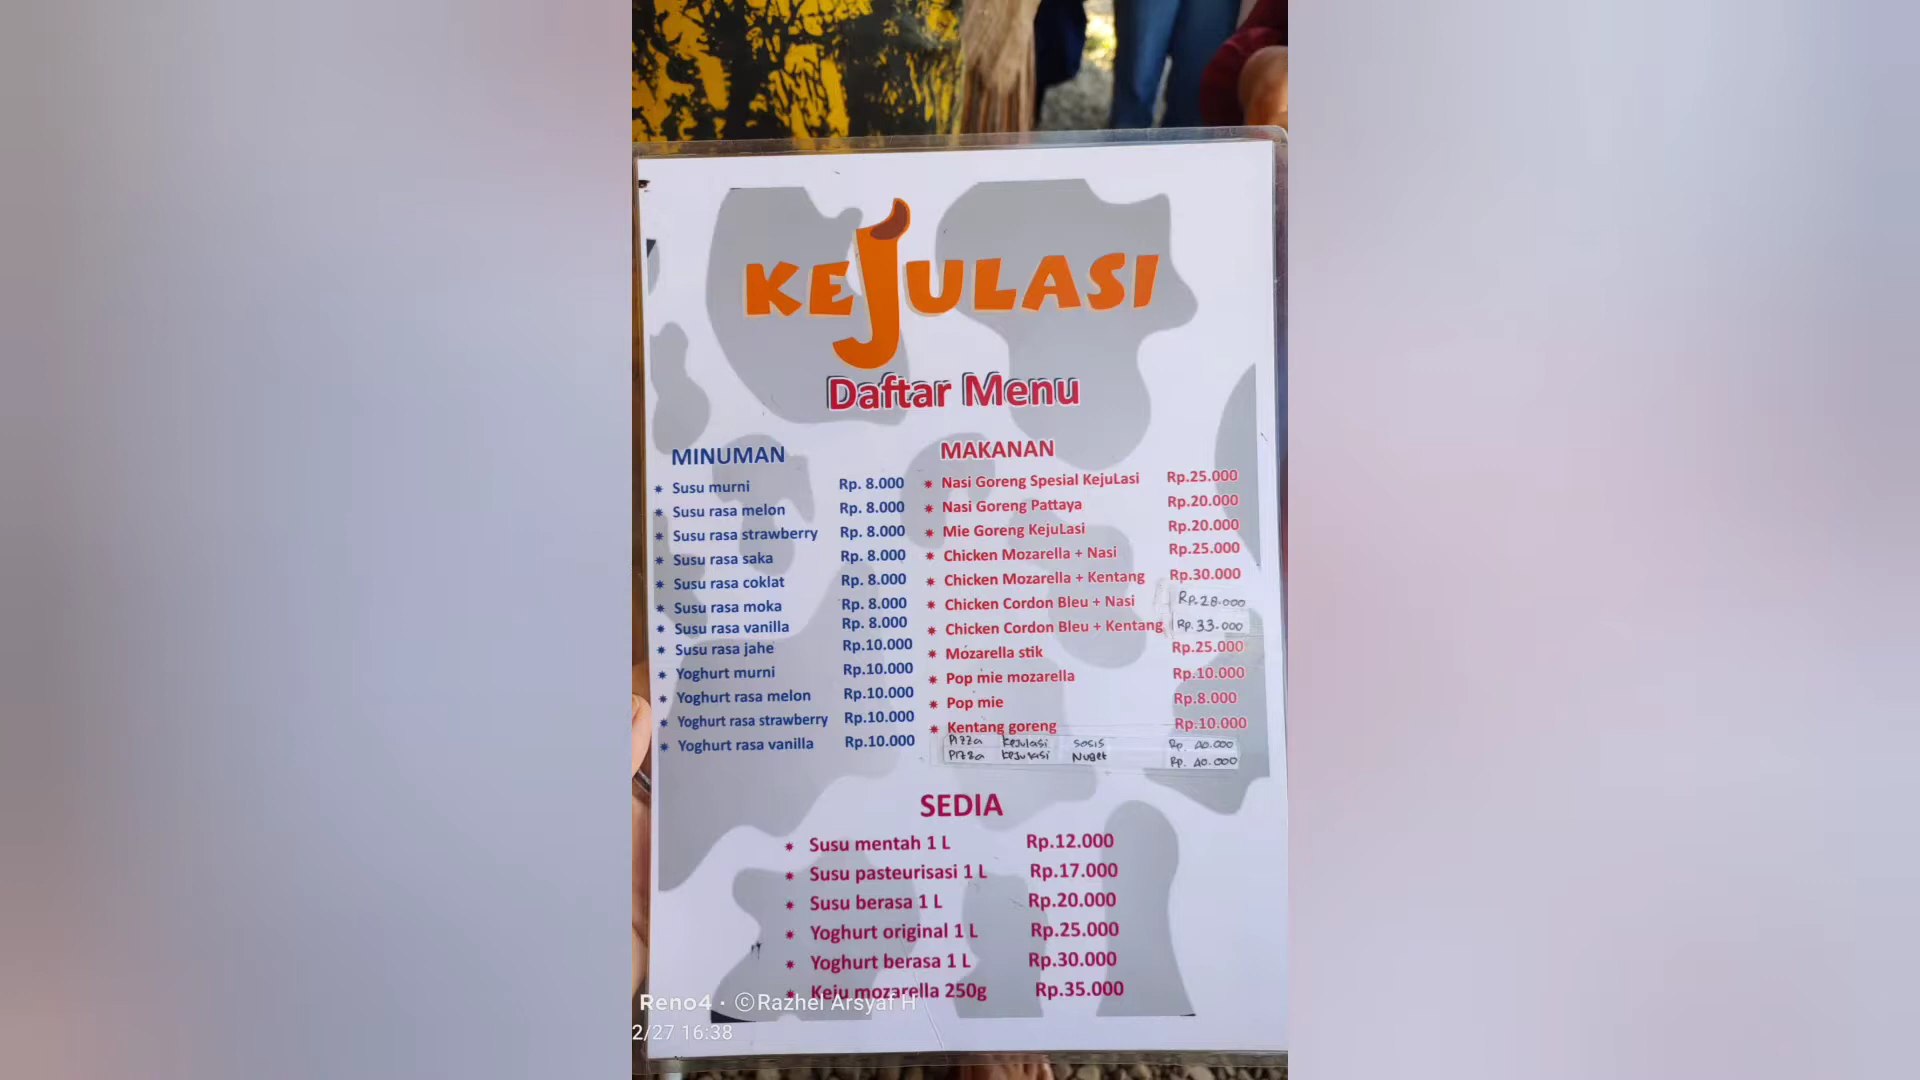 KEJULASI
Daftar Menu
MINUMAN
Susu murni Rp. 8.000
Susu rasa melon Rp. 8.000
Susu rasa strawberry Rp. 8.000
Susu rasa saka Rp. 8.000
Susu rasa coklat Rp. 8.000
Susu rasa moka Rp. 8.000
Susu rasa vanilla Rp. 8.000
Susu rasa jahe Rp.10.000
Yoghurt murni Rp.10.000
Yoghurt rasa melon Rp.10.000
Yoghurt rasa strawberry Rp.10.000
Yoghurt rasa vanilla Rp.10.000
MAKANAN
Nasi Goreng Spesial KejuLasi Rp.25.000
Nasi Goreng Pattaya Rp.20.000
Mie Goreng KejuLasi Rp.20.000
Chicken Mozarella + Nasi Rp.25.000
Chicken Mozarella + Kentang Rp.30.000
Chicken Cordon Bleu + Nasi Rp.28.000
Chicken Cordon Bleu + Kentang Rp.33.000
Mozarella stik Rp.25.000
Pop mie mozarella Rp.10.000
Pop mie Rp.8.000
Kentang goreng Rp.10.000
Pizza Kejulasi Sosis Rp. 40.000
Pizza Kejulasi Nuget Rp. 40.000
SEDIA
Susu mentah 1 L Rp.12.000
Susu pasteurisasi 1 L Rp.17.000
Susu berasa 1 L Rp.20.000
Yoghurt original 1 L Rp.25.000
Yoghurt berasa 1 L Rp.30.000
Keju mozarella 250g Rp.35.000
Reno4 · ©Razhel Arsyaf H
2/27 16:38